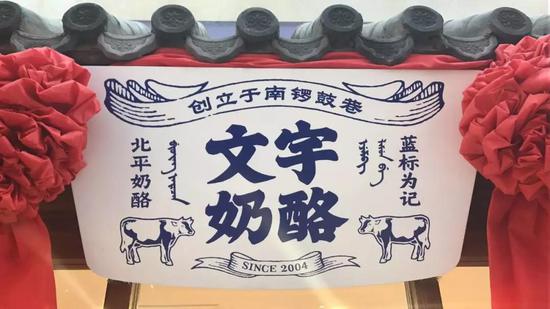 创立于南锣鼓巷
北平奶酪
文宇
奶酪
蓝标为记
SINCE 2004